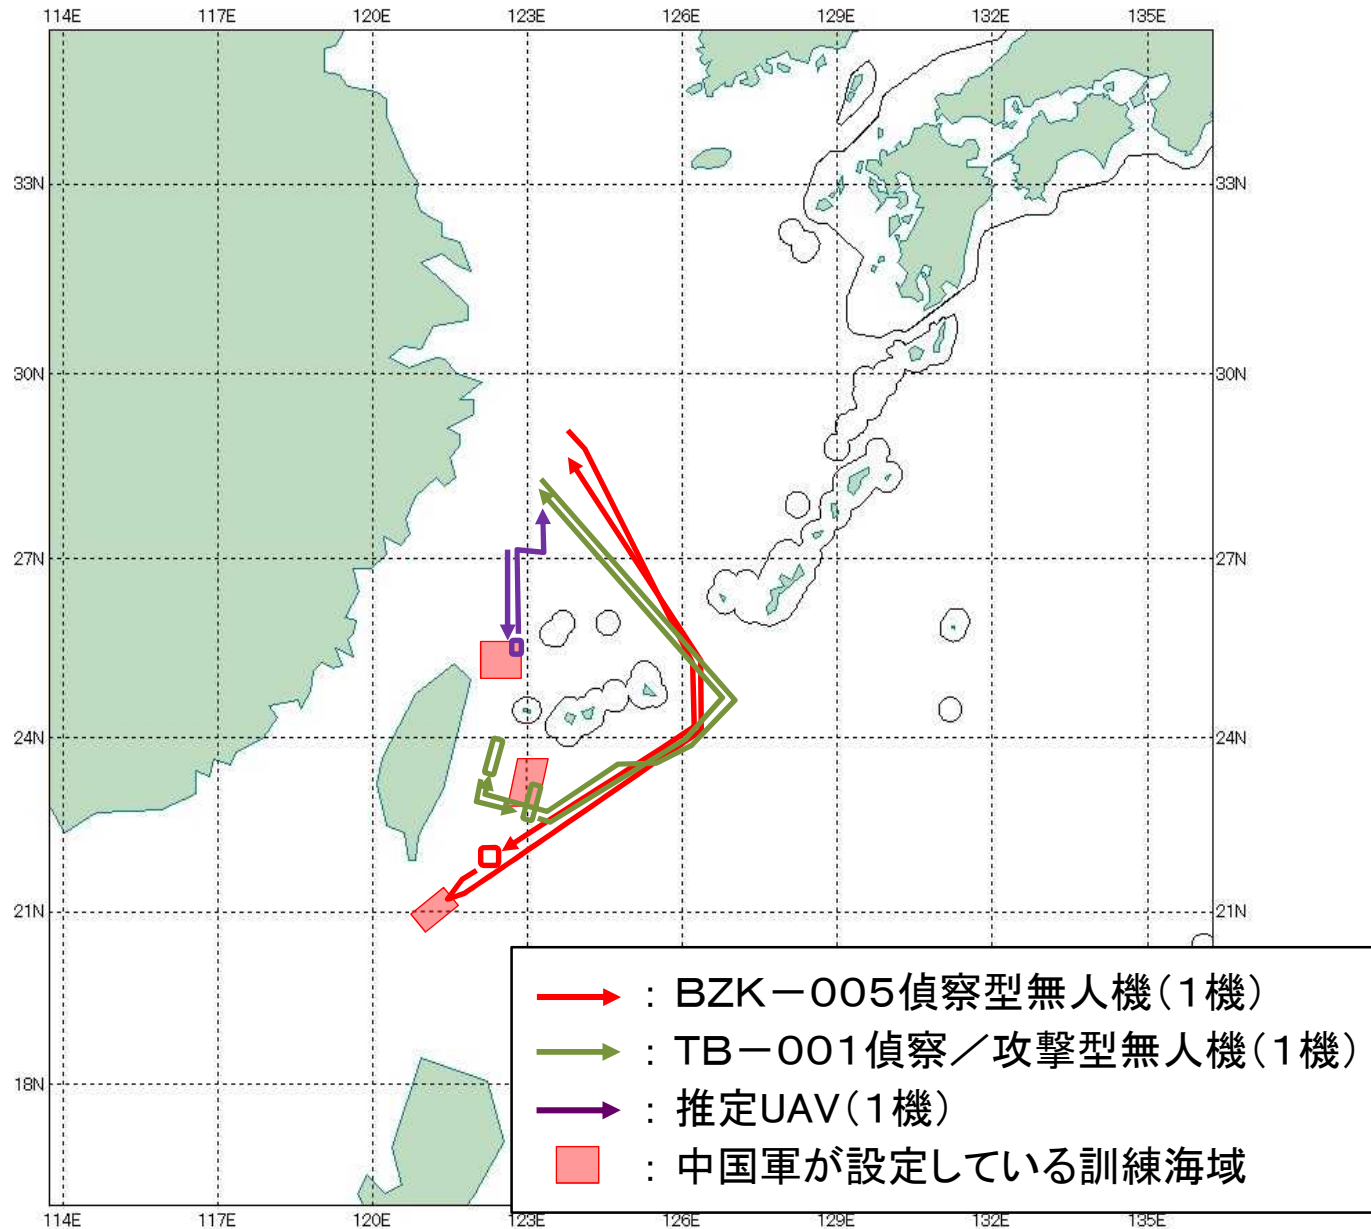 114E 117E 120E 123E 126E 129E 132E 135E
33N 33N
30N 30N
27N 27N
24N 24N
21N 21N
18N
：BZK－005偵察型無人機（1機）
：TB－001偵察／攻撃型無人機（1機）
：推定UAV（1機）
：中国軍が設定している訓練海域
114E 117E 120E 123E 126E 129E 132E 135E